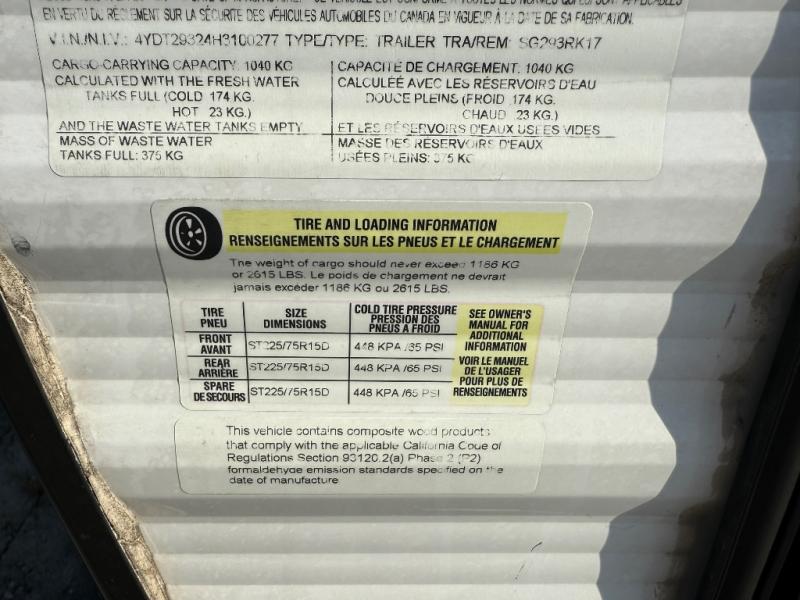 EN VERTU DU RÈGLEMENT SUR LA SÉCURITÉ DES VÉHICULES AUTOMOBILES DU CANADA EN VIGUEUR À LA DATE DE SA FABRICATION.
V.I.N./N.I.V.: 4YDT29324H3100277 TYPE/TYPE: TRAILER TRA/REM: SG293RK17
CARGO-CARRYING CAPACITY: 1040 KG
CALCULATED WITH THE FRESH WATER
TANKS FULL (COLD 174 KG.
HOT 23 KG.)
AND THE WASTE WATER TANKS EMPTY
MASS OF WASTE WATER
TANKS FULL: 375 KG
CAPACITÉ DE CHARGEMENT: 1040 KG
CALCULÉE AVEC LES RÉSERVOIRS D'EAU
DOUCE PLEINS (FROID 174 KG.
CHAUD 23 KG.)
ET LES RÉSERVOIRS D'EAUX USÉES VIDES
MASSE DES RÉSERVOIRS D'EAUX
USÉES PLEINS: 375 KG
TIRE AND LOADING INFORMATION
RENSEIGNEMENTS SUR LES PNEUS ET LE CHARGEMENT
The weight of cargo should never exceed 1186 KG
or 2615 LBS. Le poids de chargement ne devrait
jamais excéder 1186 KG ou 2615 LBS.
TIRE PNEU SIZE DIMENSIONS COLD TIRE PRESSURE PRESSION DES PNEUS A FROID
FRONT AVANT ST225/75R15D 448 KPA /65 PSI
REAR ARRIÈRE ST225/75R15D 448 KPA /65 PSI
SPARE DE SECOURS ST225/75R15D 448 KPA /65 PSI
SEE OWNER'S
MANUAL FOR
ADDITIONAL
INFORMATION
VOIR LE MANUEL
DE L'USAGER
POUR PLUS DE
RENSEIGNEMENTS
This vehicle contains composite wood products
that comply with the applicable California Code of
Regulations Section 93120.2(a) Phase 2 (P2)
formaldehyde emission standards specified on the
date of manufacture